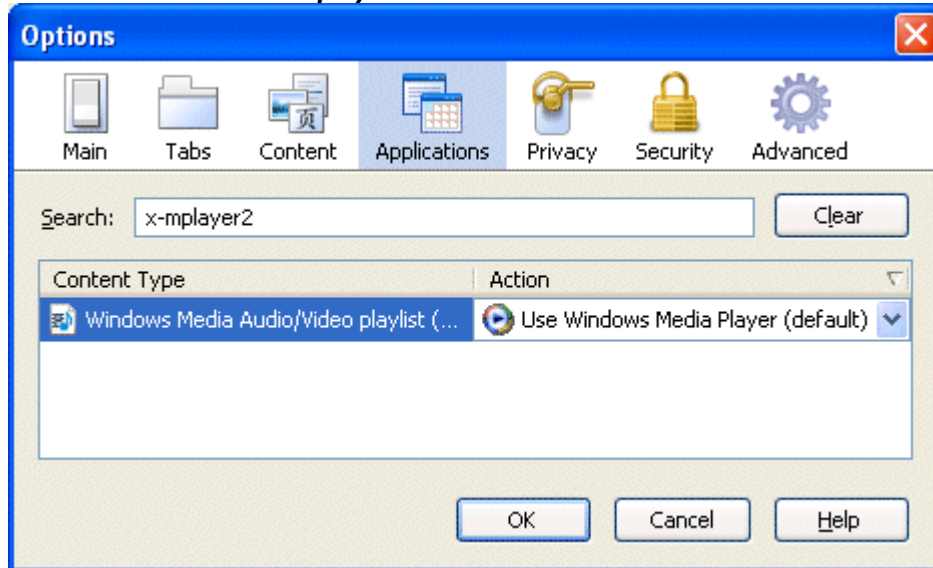 Options
Main Tabs Content Applications Privacy Security Advanced
页
Search: x-mplayer2 Clear
Content Type Action
Windows Media Audio/Video playlist (... Use Windows Media Player (default)
OK Cancel Help